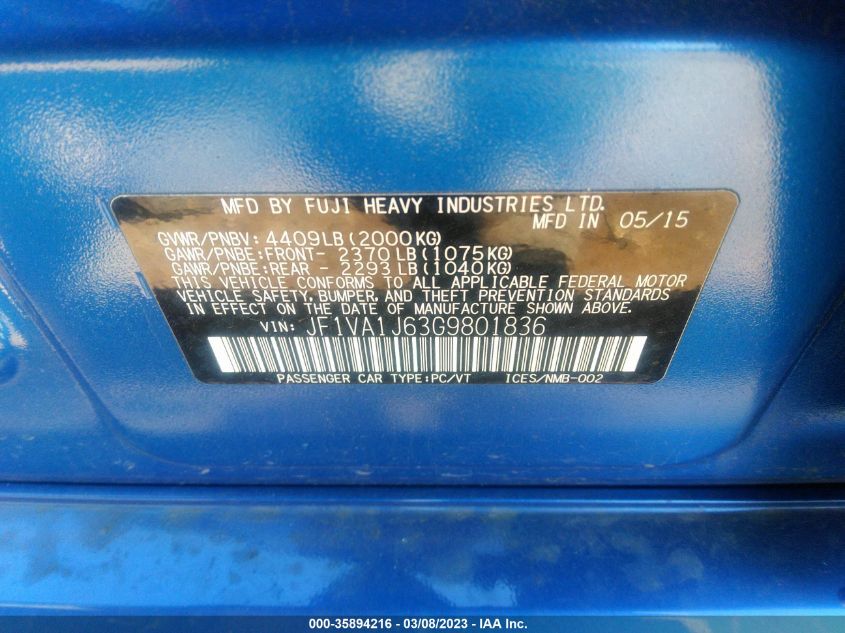 MFD BY FUJI HEAVY INDUSTRIES LTD.
MFD IN 05/15
GVWR/PNBV: 4409LB(2000KG)
GAWR/PNBE:FRONT- 2370LB(1075KG)
GAWR/PNBE:REAR - 2293LB(1040KG)
THIS VEHICLE CONFORMS TO ALL APPLICABLE FEDERAL MOTOR
VEHICLE SAFETY, BUMPER, AND THEFT PREVENTION STANDARDS
IN EFFECT ON THE DATE OF MANUFACTURE SHOWN ABOVE.
VIN: JF1VA1J63G9801836
PASSENGER CAR TYPE:PC/VT ICES/NMB-002
000-35894216 - 03/08/2023 - IAA Inc.